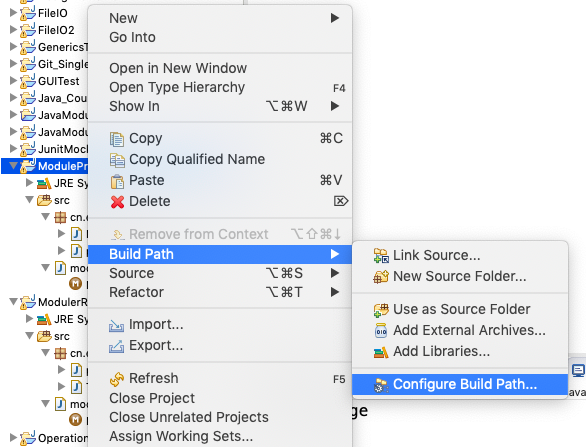 FileIO
FileIO2
GenericsT
Git_Singl
GUITest
Java_Cou
JavaModu
JavaModu
JunitMoc
ModulePr
JRE Sy
src
cn.e
mod
ModulerR
JRE Sy
src
cn.e
mod
Operation
New
Go Into
Open in New Window
Open Type Hierarchy F4
Show In ⌥⌘W
Copy ⌘C
Copy Qualified Name
Paste ⌘V
Delete ⌦
Remove from Context ⌥⇧⌘↓
Build Path
Source ⌥⌘S
Refactor ⌥⌘T
Import...
Export...
Refresh F5
Close Project
Close Unrelated Projects
Assign Working Sets...
Link Source...
New Source Folder...
Use as Source Folder
Add External Archives...
Add Libraries...
Configure Build Path...
ava
ge